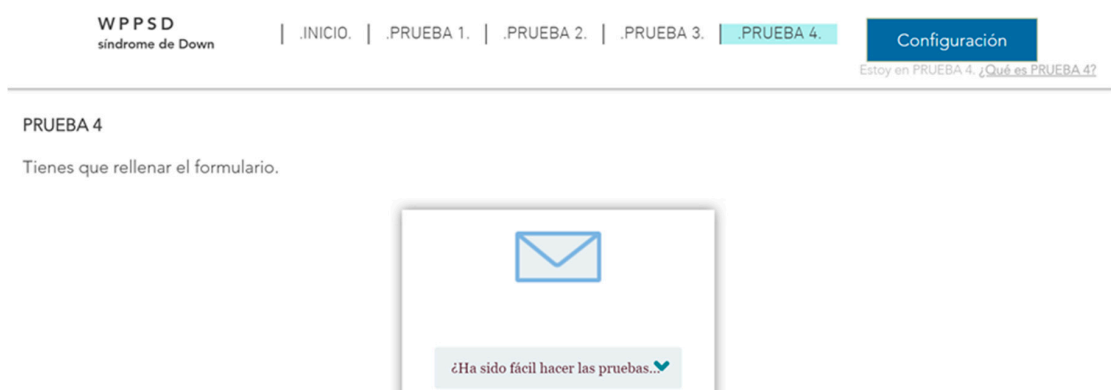 WPPSD
síndrome de Down
.INICIO. .PRUEBA 1. .PRUEBA 2. .PRUEBA 3. .PRUEBA 4.
Configuración
Estoy en PRUEBA 4. ¿Qué es PRUEBA 4?
PRUEBA 4
Tienes que rellenar el formulario.
¿Ha sido fácil hacer las pruebas...